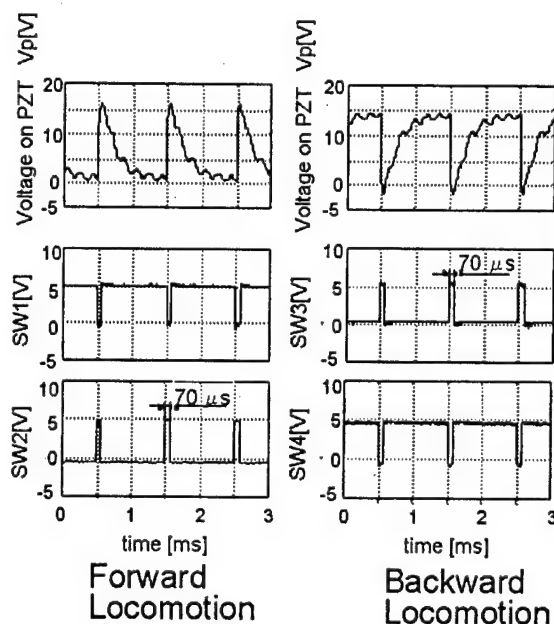 Voltage on PZT Vp[V]
20
10
0
-5
SW1[V]
10
5
0
-5
SW2[V]
10
5
0
-5
70 μs
0 1 2 3
time [ms]
Forward
Locomotion
Voltage on PZT Vp[V]
20
10
0
-5
SW3[V]
10
5
0
-5
70 μs
SW4[V]
10
5
0
-5
0 1 2 3
time [ms]
Backward
Locomotion